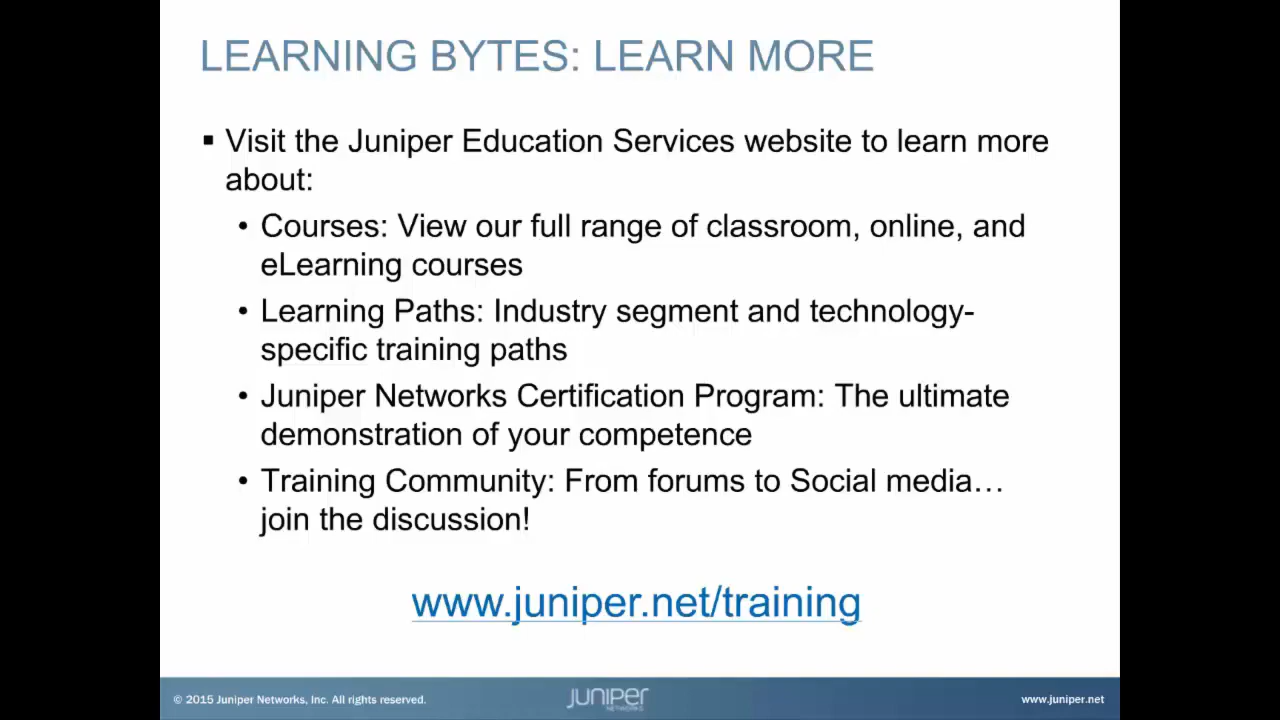 LEARNING BYTES: LEARN MORE
▪ Visit the Juniper Education Services website to learn more
about:
• Courses: View our full range of classroom, online, and
eLearning courses
• Learning Paths: Industry segment and technology-
specific training paths
• Juniper Networks Certification Program: The ultimate
demonstration of your competence
• Training Community: From forums to Social media…
join the discussion!
www.juniper.net/training
© 2015 Juniper Networks, Inc. All rights reserved.
JUNIPER
NETWORKS
www.juniper.net